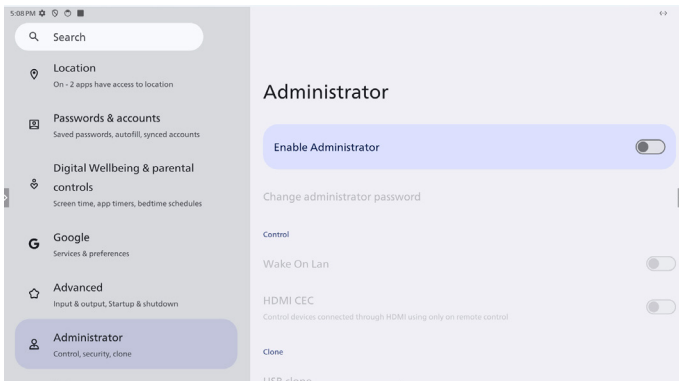 5:08 PM
Search
Location
On - 2 apps have access to location
Passwords & accounts
Saved passwords, autofill, synced accounts
Digital Wellbeing & parental
controls
Screen time, app timers, bedtime schedules
Google
Services & preferences
Advanced
Input & output, Startup & shutdown
Administrator
Control, security, clone
Administrator
Enable Administrator
Change administrator password
Control
Wake On Lan
HDMI CEC
Control devices connected through HDMI using only on remote control
Clone
USB clone